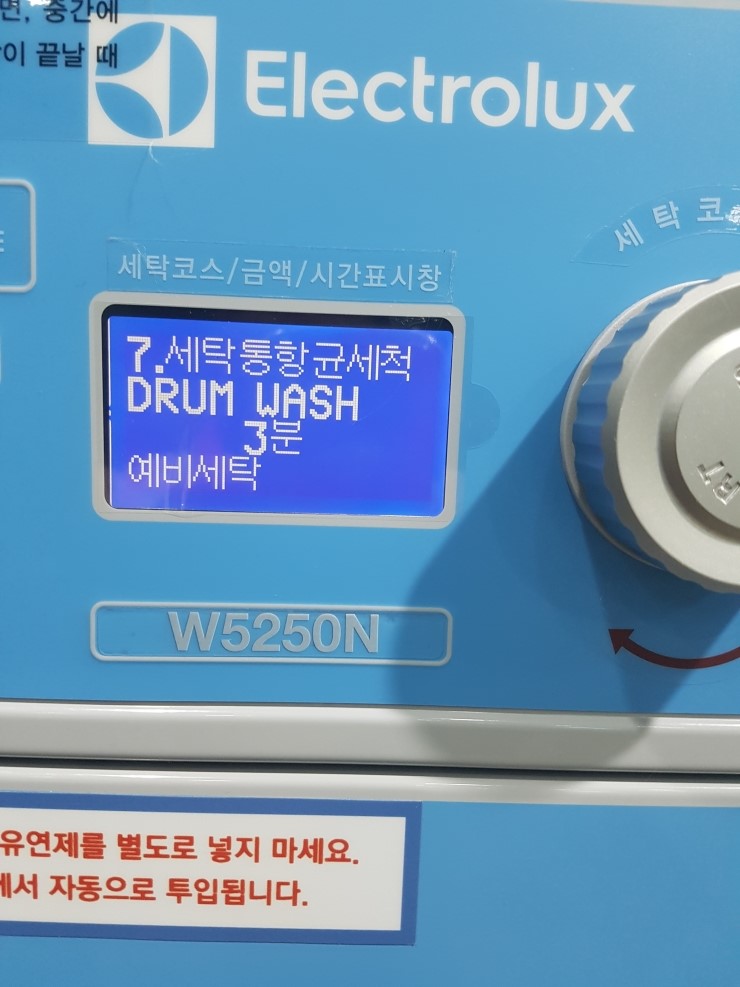 면, 중간에
이 끝날 때
Electrolux
세탁코
세탁코스/금액/시간표시창
7.세탁통항균세척
DRUM WASH
3분
예비세탁
RT
W5250N
유연제를 별도로 넣지 마세요.
에서 자동으로 투입됩니다.